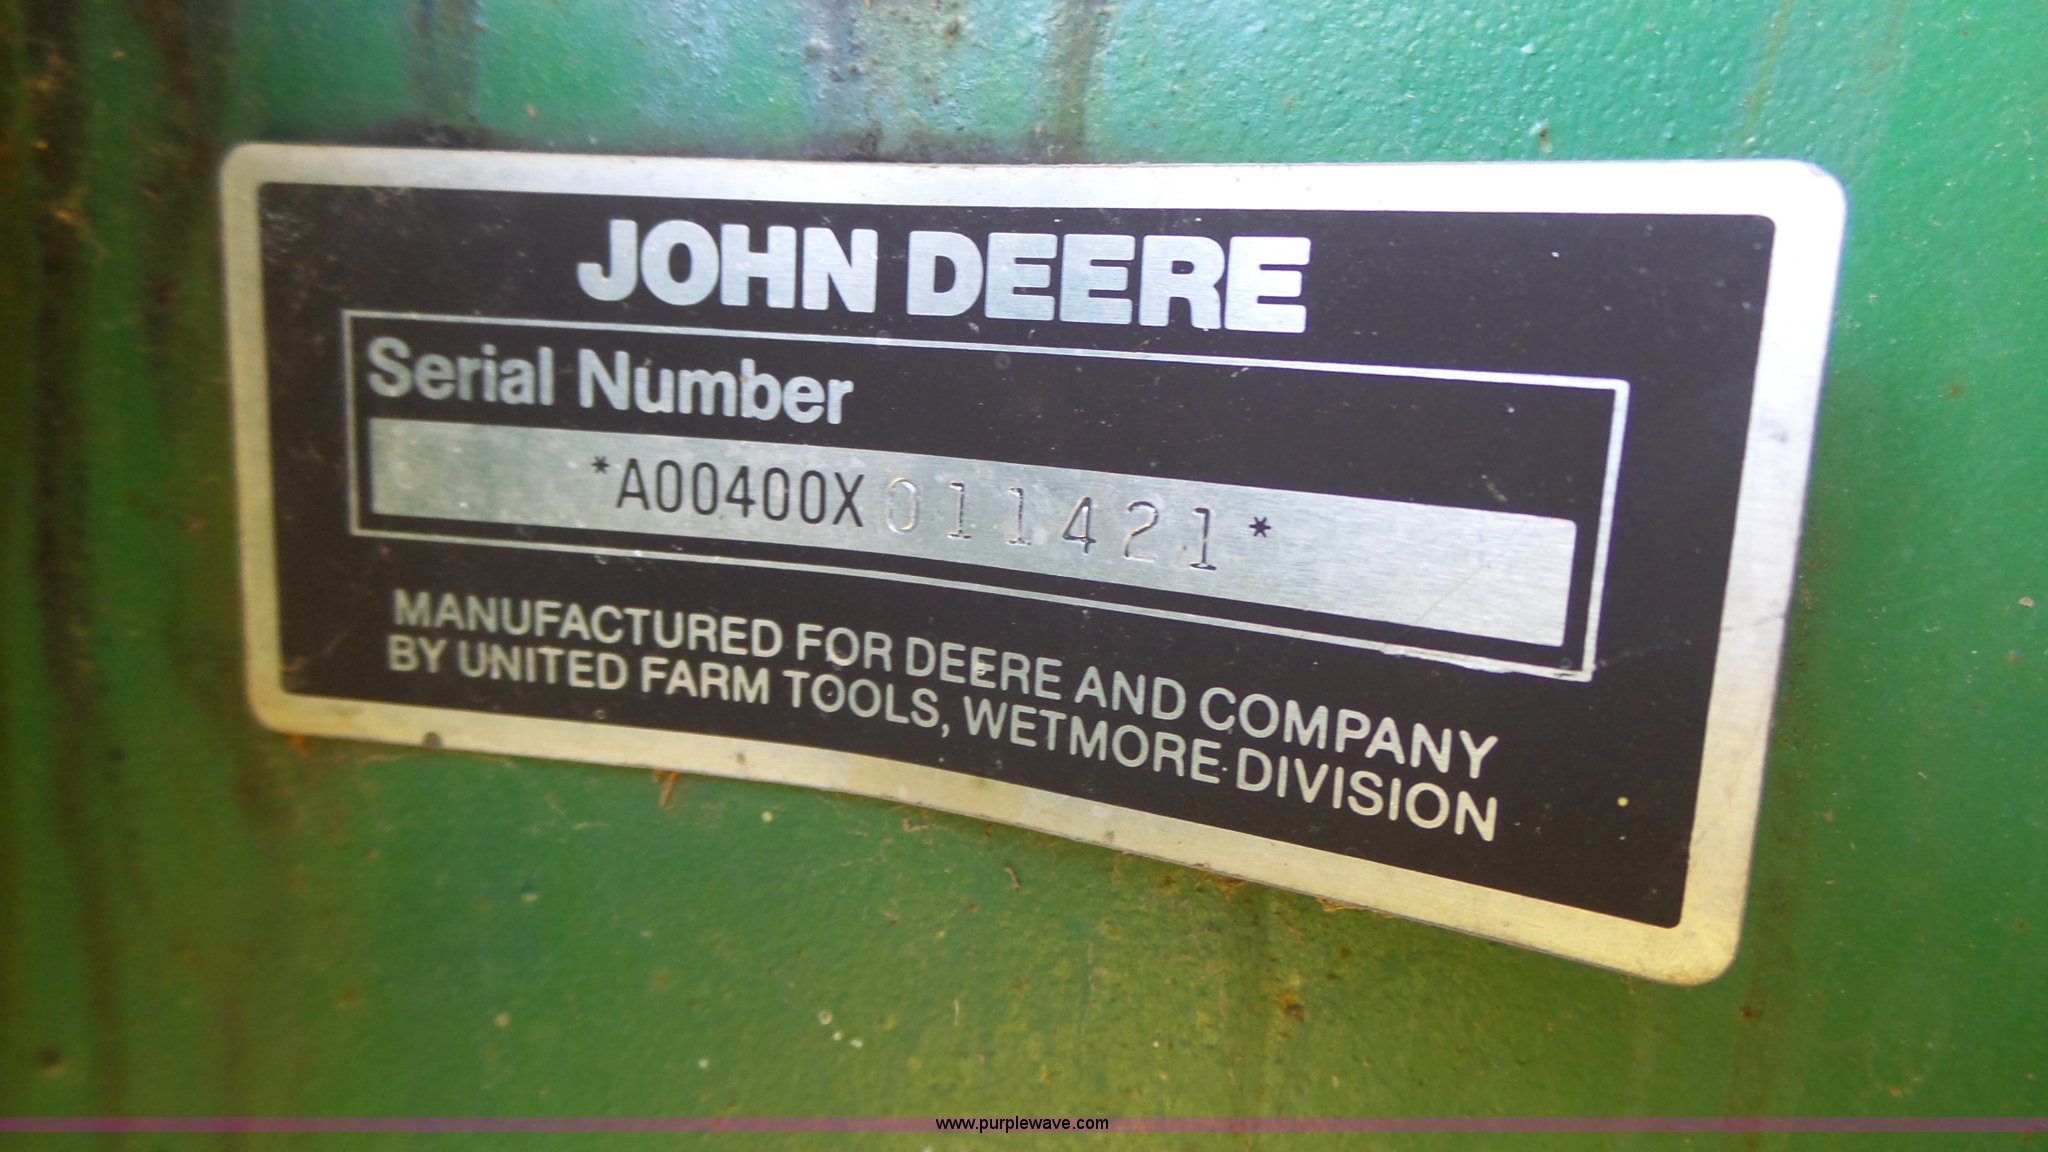 JOHN DEERE
Serial Number
*A00400X011421*
MANUFACTURED FOR DEERE AND COMPANY
BY UNITED FARM TOOLS, WETMORE DIVISION
www.purplewave.com